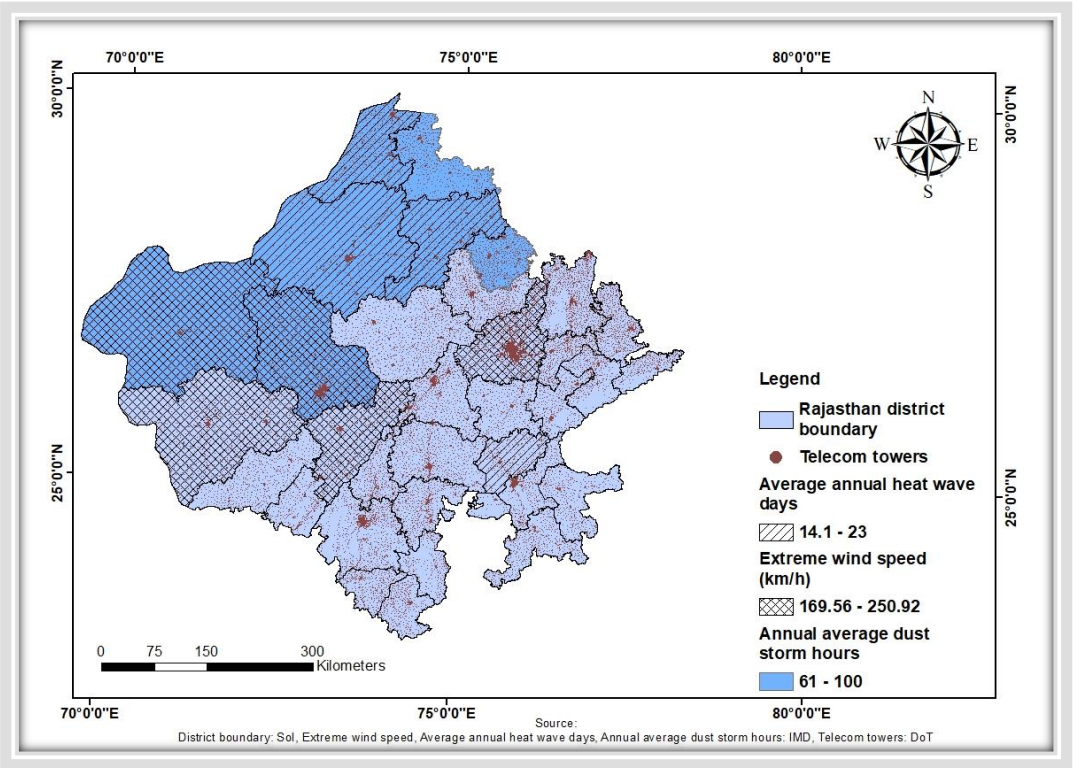 70°0'0"E 75°0'0"E 80°0'0"E
30°0'0"N
30°0'0"N
N
W E
S
25°0'0"N
25°0'0"N
Legend
Rajasthan district
boundary
Telecom towers
Average annual heat wave
days
14.1 - 23
Extreme wind speed
(km/h)
169.56 - 250.92
Annual average dust
storm hours
61 - 100
0 75 150 300
Kilometers
70°0'0"E 75°0'0"E 80°0'0"E
Source:
District boundary: SoI, Extreme wind speed, Average annual heat wave days, Annual average dust storm hours: IMD, Telecom towers: DoT